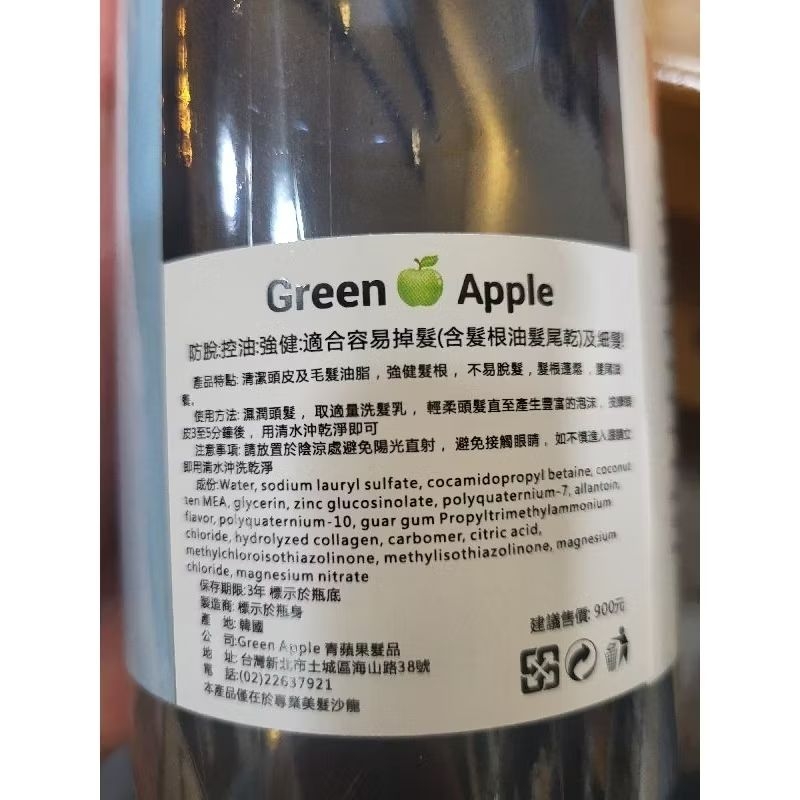 Green Apple
防脫:控油:強健:適合容易掉髮(含髮根油髮尾乾)及細髮
產品特點: 清潔頭皮及毛髮油脂，強健髮根，不易脫髮，髮根蓬鬆，
使用方法: 濕潤頭髮，取適量洗髮乳，輕柔頭髮直至產生豐富的泡沫，按摩頭
皮3至5分鐘後，用清水沖乾淨即可
注意事項: 請放置於陰涼處避免陽光直射，避免接觸眼睛，如不慎進入眼睛立
即用清水沖洗乾淨
成份:Water, sodium lauryl sulfate, cocamidopropyl betaine, coconut
ten MEA, glycerin, zinc glucosinolate, polyquaternium-7, allantoin,
flavor, polyquaternium-10, guar gum Propyltrimethylammonium
chloride, hydrolyzed collagen, carbomer, citric acid,
methylchloroisothiazolinone, methylisothiazolinone, magnesium
chloride, magnesium nitrate
保存期限:3年 標示於瓶底
製造商: 標示於瓶身
產 地: 韓國
公 司:Green Apple 青蘋果髮品
地 址: 台灣新北市土城區海山路38號
電 話:(02)22637921
本產品僅在於專業美髮沙龍
建議售價: 900元